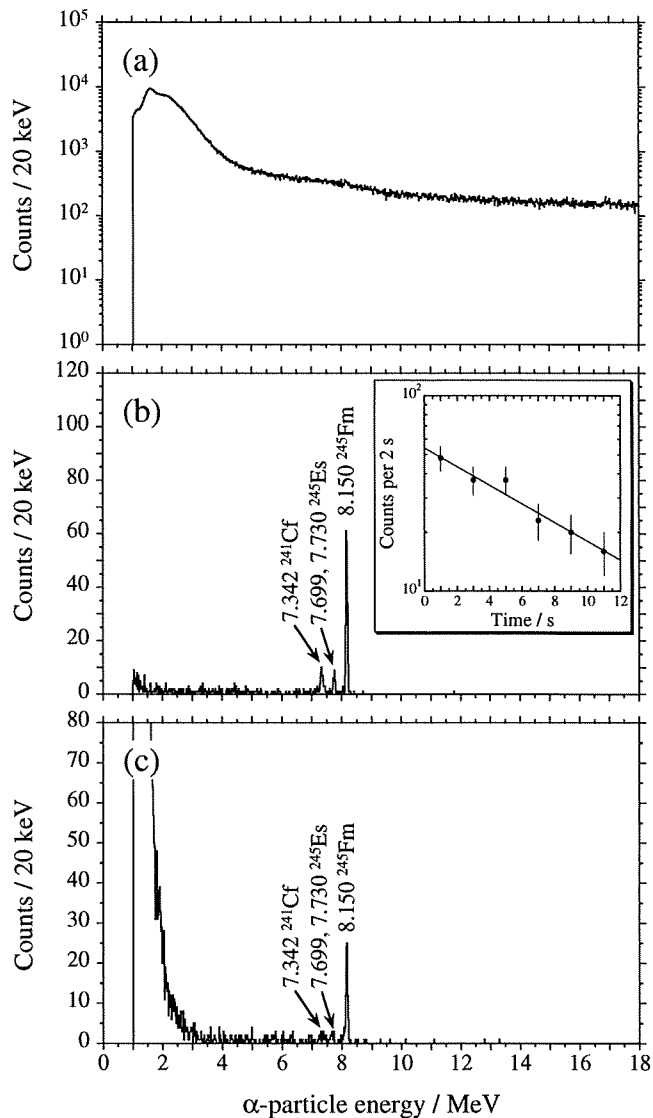 (a)
Counts / 20 keV
10⁵
10⁴
10³
10²
10¹
10⁰
(b)
Counts / 20 keV
120
100
80
60
40
20
0
7.342 ²⁴¹Cf
7.699, 7.730 ²⁴⁵Es
8.150 ²⁴⁵Fm
Counts per 2 s
10²
10¹
0 2 4 6 8 10 12
Time / s
(c)
Counts / 20 keV
80
70
60
50
40
30
20
10
0
7.342 ²⁴¹Cf
7.699, 7.730 ²⁴⁵Es
8.150 ²⁴⁵Fm
0 2 4 6 8 10 12 14 16 18
α-particle energy / MeV